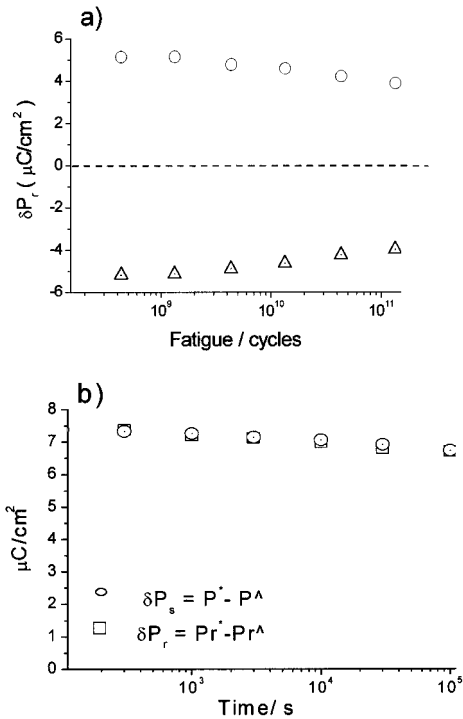 a)
6
4
2
0
-2
-4
-6
δPr ( μC/cm²)
10⁹
10¹⁰
10¹¹
Fatigue / cycles
b)
8
7
6
5
4
3
2
1
0
μC/cm²
δPs = P*- P^
δPr = Pr*-Pr^
10³
10⁴
10⁵
Time/ s